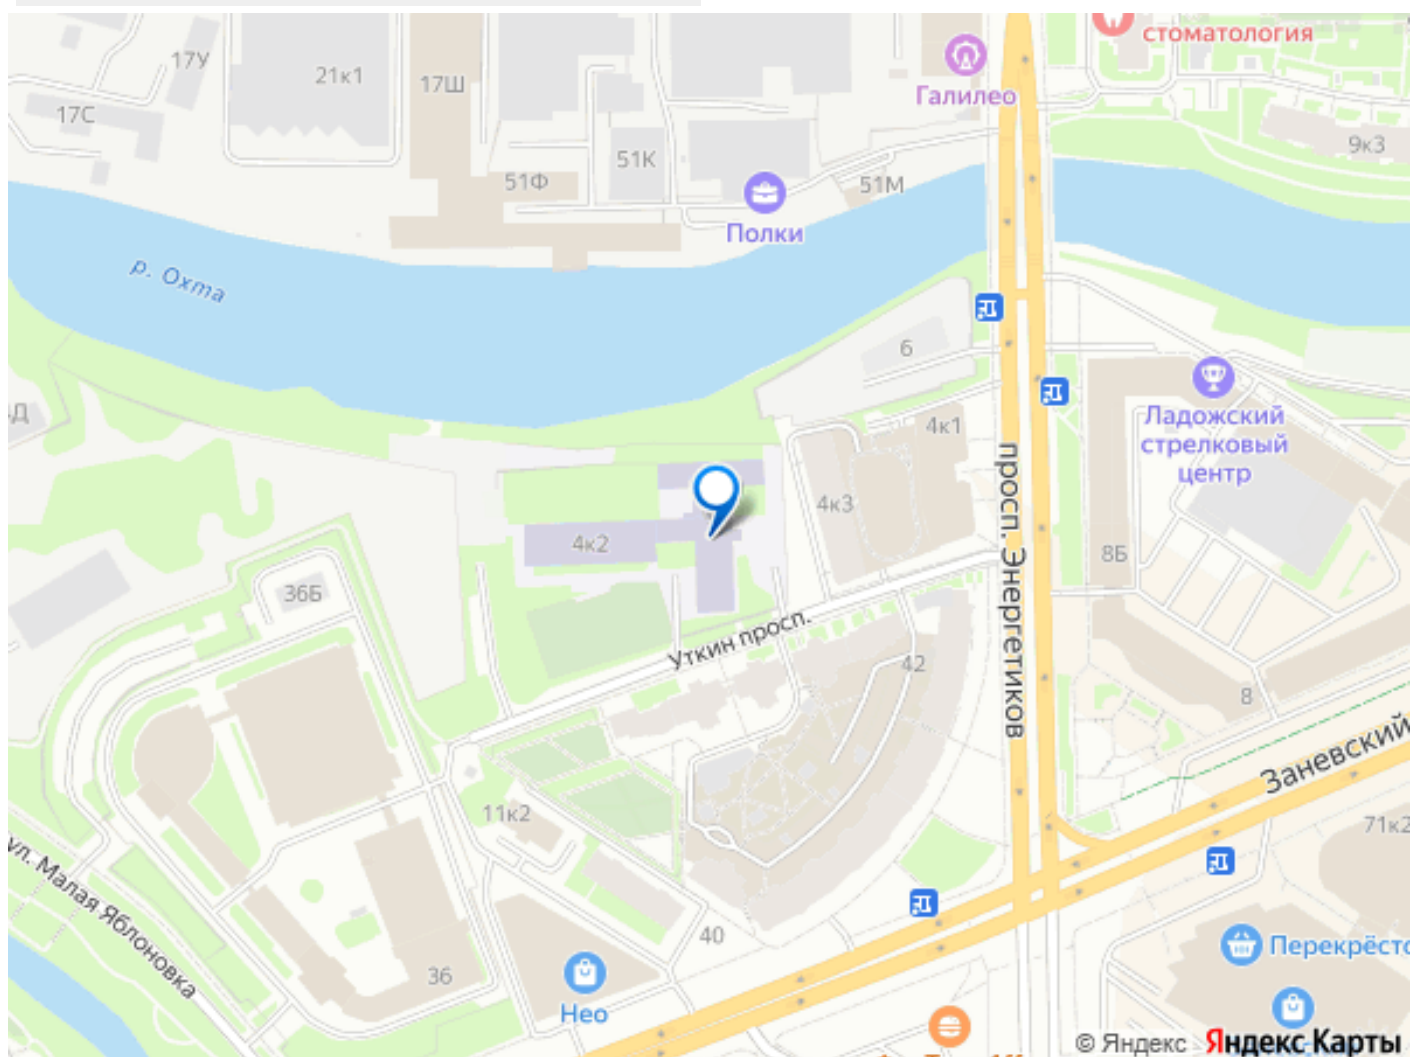 стоматология
17У
21к1
17Ш
Галилео
17С
9к3
51К
51Ф
51М
Полки
р. Охта
6
Ладожский
стрелковый
центр
4к1
4к3
просп. Энергетиков
4к2
8Б
36Б
Уткин просп.
42
8
Заневский
11к2
71к2
ул. Малая Яблоновка
40
36
Нео
Перекрёсто
© Яндекс Яндекс Карты